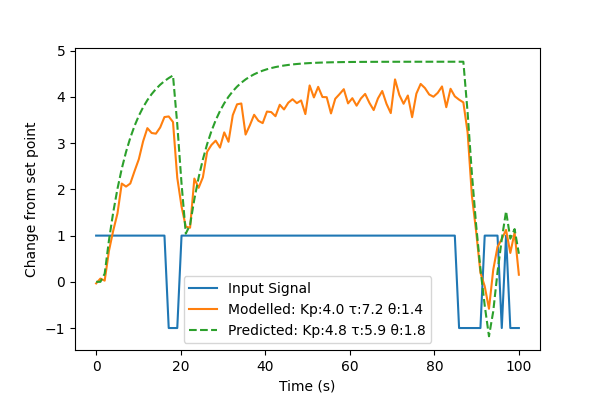 Change from set point
5
4
3
2
1
0
−1
Input Signal
Modelled: Kp:4.0 τ:7.2 θ:1.4
Predicted: Kp:4.8 τ:5.9 θ:1.8
0 20 40 60 80 100
Time (s)